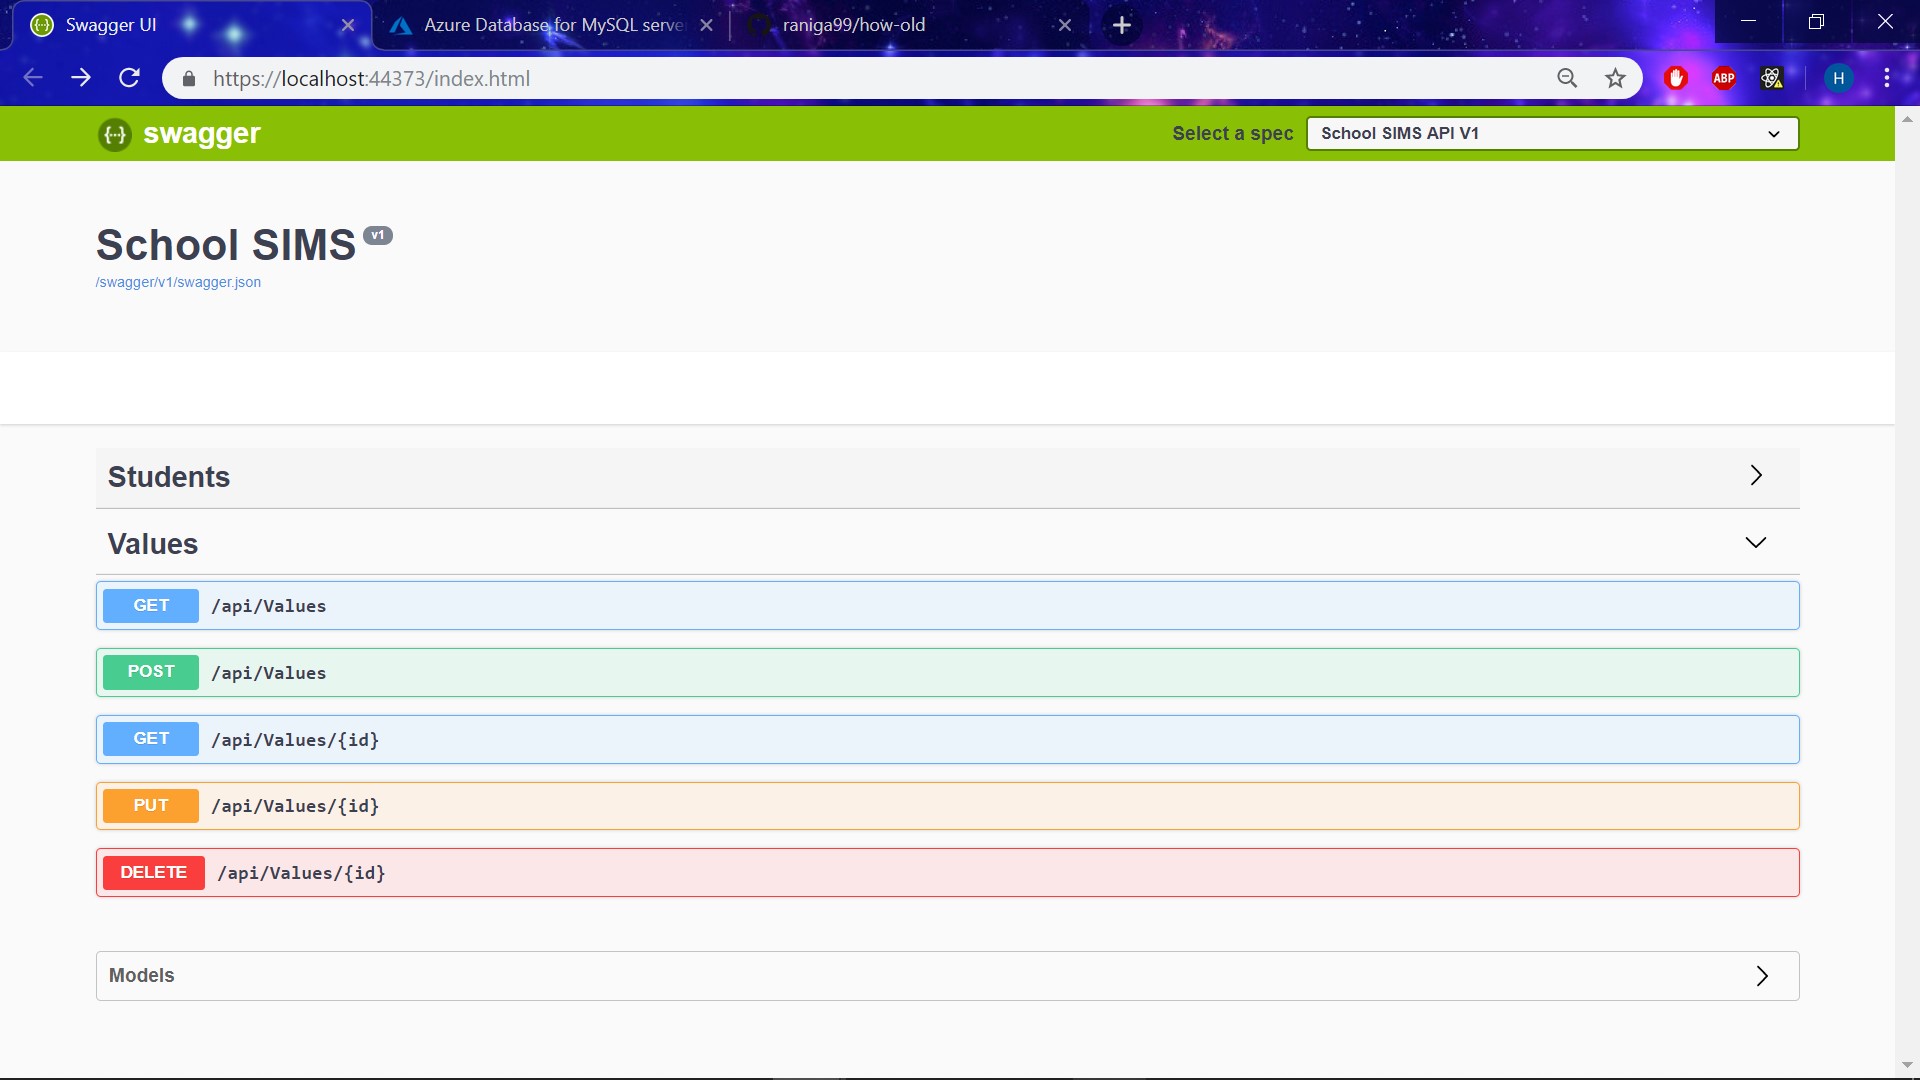 Swagger UI
Azure Database for MySQL serve
raniga99/how-old
https://localhost:44373/index.html
ABP
H
swagger
Select a spec
School SIMS API V1
School SIMS v1
/swagger/v1/swagger.json
Students
Values
GET /api/Values
POST /api/Values
GET /api/Values/{id}
PUT /api/Values/{id}
DELETE /api/Values/{id}
Models